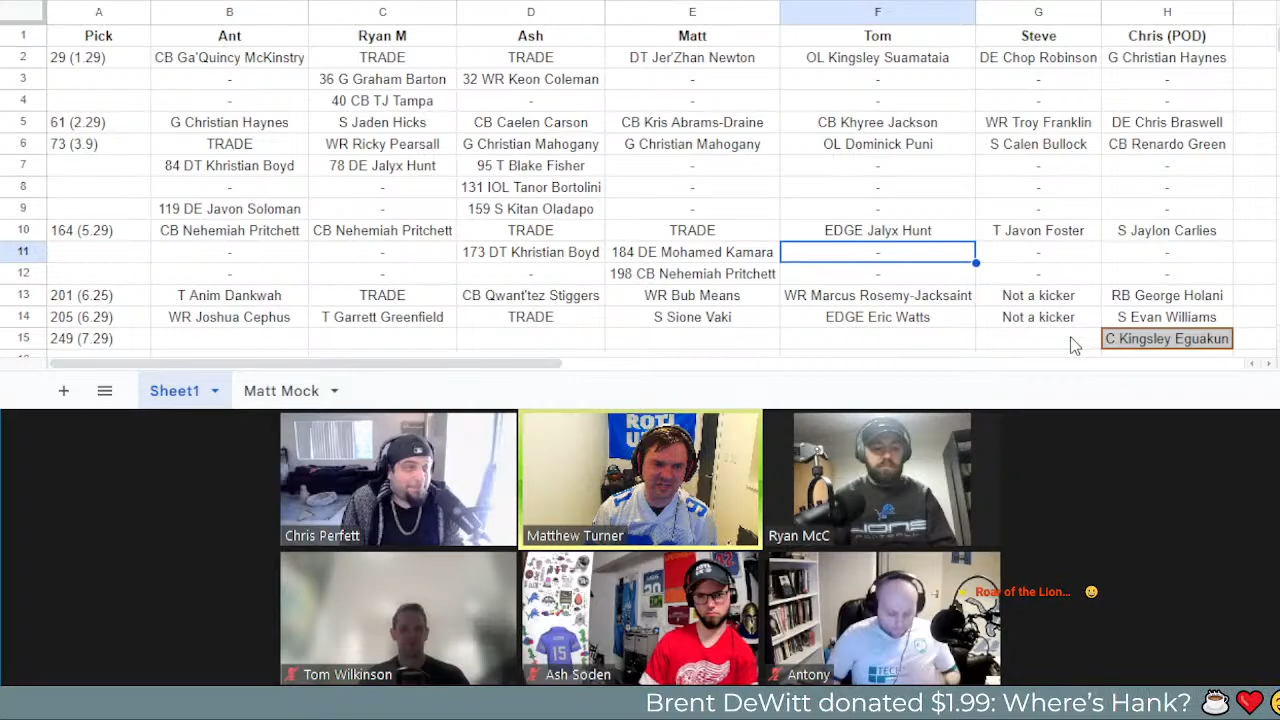 A B C D E F G H
1 Pick Ant Ryan M Ash Matt Tom Steve Chris (POD)
2 29 (1.29) CB Ga'Quincy McKinstry TRADE TRADE DT Jer'Zhan Newton OL Kingsley Suamataia DE Chop Robinson G Christian Haynes
3 - 36 G Graham Barton 32 WR Keon Coleman - - - -
4 - 40 CB TJ Tampa - - - - -
5 61 (2.29) G Christian Haynes S Jaden Hicks CB Caelen Carson CB Kris Abrams-Draine CB Khyree Jackson WR Troy Franklin DE Chris Braswell
6 73 (3.9) TRADE WR Ricky Pearsall G Christian Mahogany G Christian Mahogany OL Dominick Puni S Calen Bullock CB Renardo Green
7 84 DT Khristian Boyd 78 DE Jalyx Hunt 95 T Blake Fisher - - - -
8 - - 131 IOL Tanor Bortolini - - - -
9 119 DE Javon Soloman - 159 S Kitan Oladapo - - - -
10 164 (5.29) CB Nehemiah Pritchett CB Nehemiah Pritchett TRADE TRADE EDGE Jalyx Hunt T Javon Foster S Jaylon Carlies
11 173 DT Khristian Boyd 184 DE Mohamed Kamara - - -
12 - - - 198 CB Nehemiah Pritchett - - -
13 201 (6.25) T Anim Dankwah TRADE CB Qwant'tez Stiggers WR Bub Means WR Marcus Rosemy-Jacksaint Not a kicker RB George Holani
14 205 (6.29) WR Joshua Cephus T Garrett Greenfield TRADE S Sione Vaki EDGE Eric Watts Not a kicker S Evan Williams
15 249 (7.29) C Kingsley Eguakun
Sheet1 Matt Mock
ROTL
Chris Perfett Matthew Turner Ryan McC
LIONS
Roar of the Lion...
15
TECH
Tom Wilkinson Ash Soden Antony
Brent DeWitt donated $1.99: Where's Hank? ☕❤️